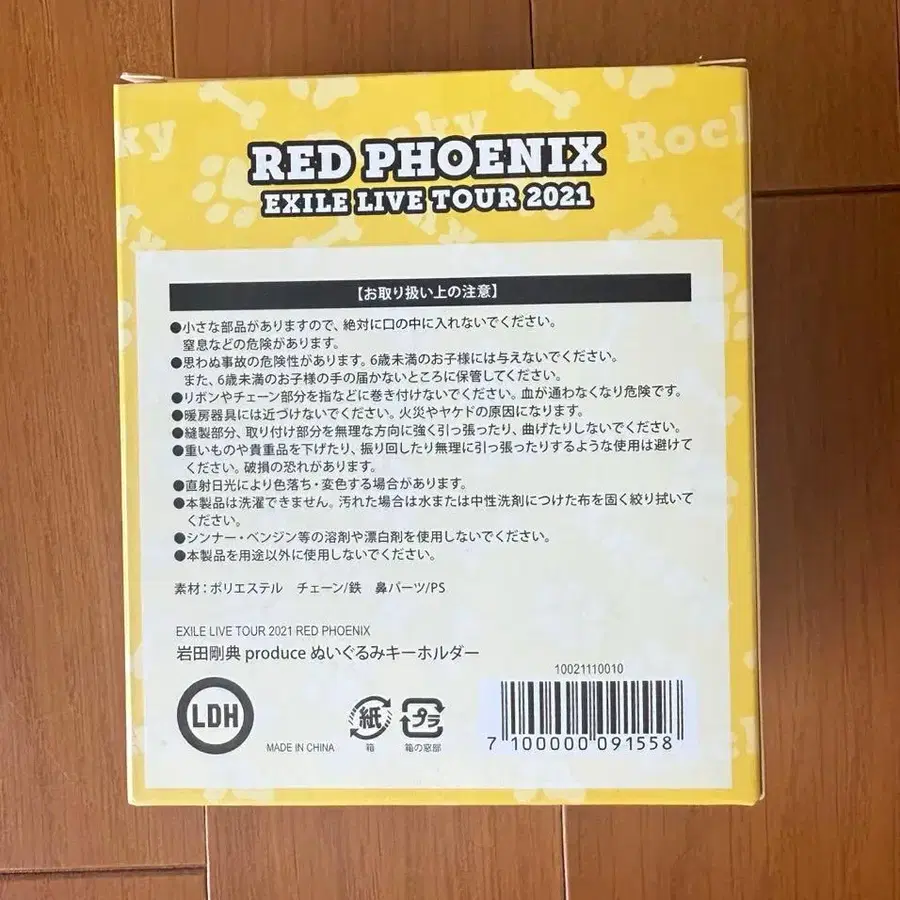 Rocky
Rocky
Rocky
RED PHOENIX
EXILE LIVE TOUR 2021
【お取り扱い上の注意】
●小さな部品がありますので、絶対に口の中に入れないでください。
窒息などの危険があります。
●思わぬ事故の危険性があります。6歳未満のお子様には与えないでください。
また、6歳未満のお子様の手の届かないところに保管してください。
●リボンやチェーン部分を指などに巻き付けないでください。血が通わなくなり危険です。
●暖房器具には近づけないでください。火災やヤケドの原因になります。
●縫製部分、取り付け部分を無理な方向に強く引っ張ったり、曲げたりしないでください。
●重いものや貴重品を下げたり、振り回したり無理に引っ張ったりするような使用は避けて
ください。破損の恐れがあります。
●直射日光により色落ち・変色する場合があります。
●本製品は洗濯できません。汚れた場合は水または中性洗剤につけた布を固く絞り拭いて
ください。
●シンナー・ベンジン等の溶剤や漂白剤を使用しないでください。
●本製品を用途以外に使用しないでください。
素材:ポリエステル チェーン/鉄 鼻パーツ/PS
EXILE LIVE TOUR 2021 RED PHOENIX
岩田剛典 produce ぬいぐるみキーホルダー
LDH
MADE IN CHINA
紙
箱
プラ
箱の窓部
10021110010
7 100000 091558